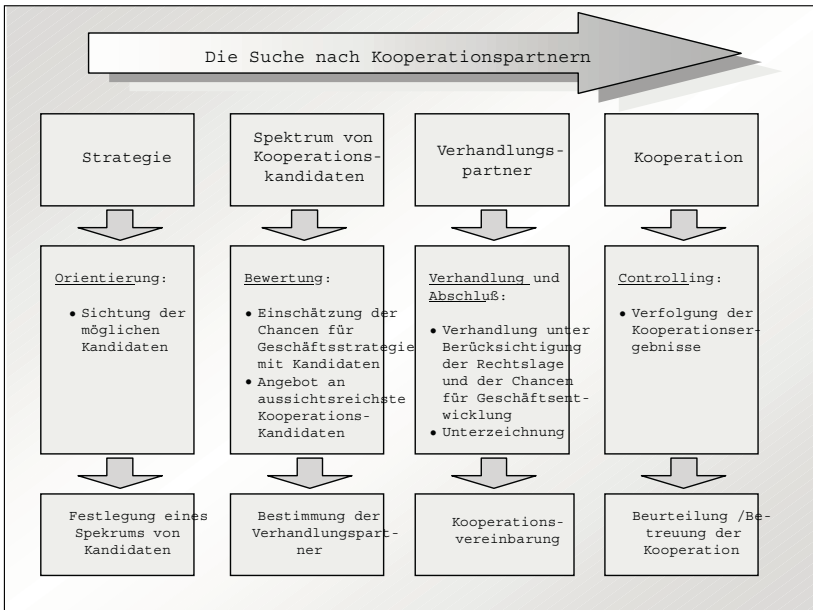 Die Suche nach Kooperationspartnern
Strategie
Spektrum von
Kooperations-
kandidaten
Verhandlungs-
partner
Kooperation
Orientierung:
• Sichtung der
möglichen
Kandidaten
Bewertung:
• Einschätzung der
Chancen für
Geschäftsstrategie
mit Kandidaten
• Angebot an
aussichtsreichste
Kooperations-
Kandidaten
Verhandlung und
Abschluß:
• Verhandlung unter
Berücksichtigung
der Rechtslage
und der Chancen
für Geschäftsent-
wicklung
• Unterzeichnung
Controlling:
• Verfolgung der
Kooperationser-
gebnisse
Festlegung eines
Spekrums von
Kandidaten
Bestimmung der
Verhandlungspart-
ner
Kooperations-
vereinbarung
Beurteilung /Be-
treuung der
Kooperation